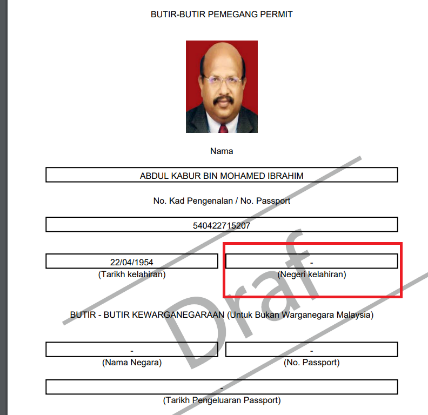 BUTIR-BUTIR PEMEGANG PERMIT
Nama
ABDUL KABUR BIN MOHAMED IBRAHIM
No. Kad Pengenalan / No. Passport
540422715207
22/04/1954 -
(Tarikh kelahiran) (Negeri kelahiran)
BUTIR - BUTIR KEWARGANEGARAAN (Untuk Bukan Warganegara Malaysia)
- -
(Nama Negara) (No. Passport)
-
(Tarikh Pengeluaran Passport)
Draf